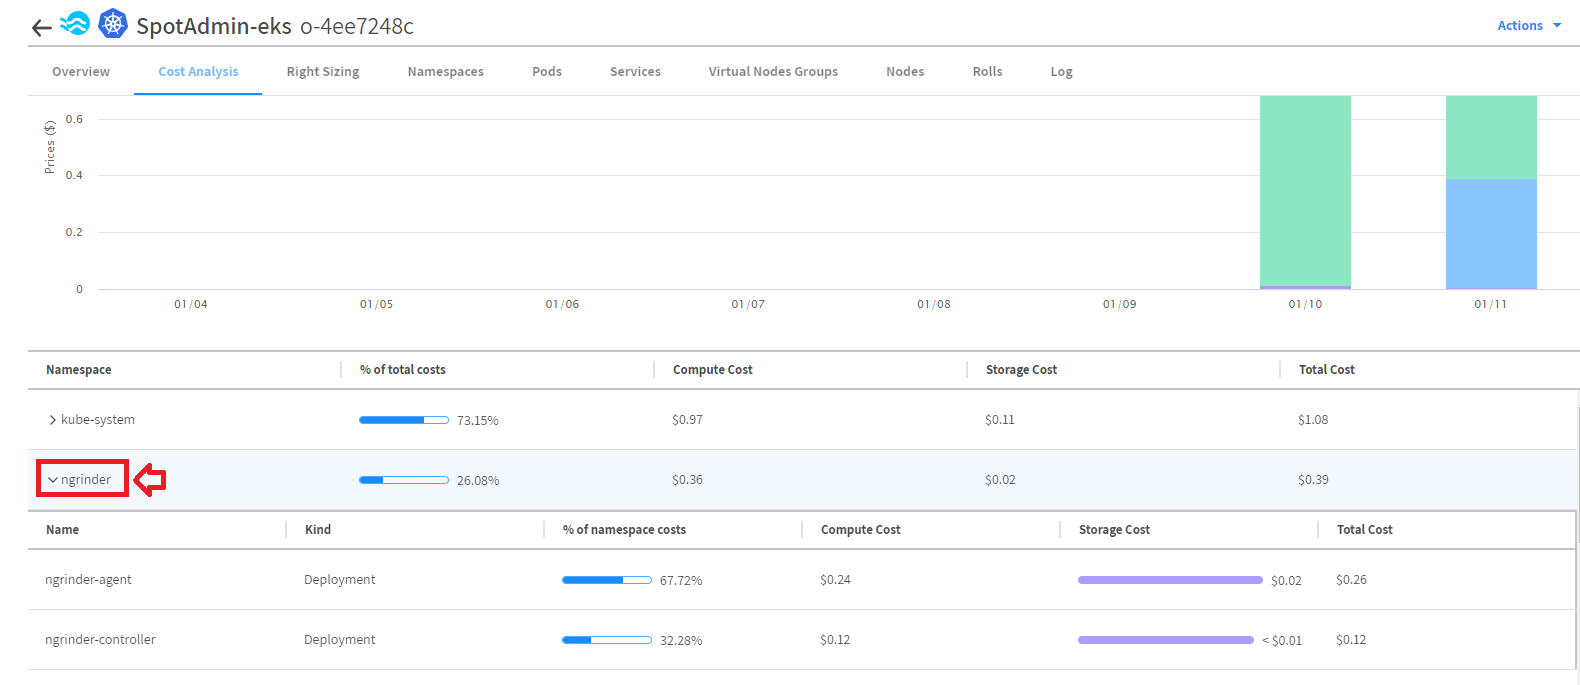 SpotAdmin-eks o-4ee7248c Actions
Overview Cost Analysis Right Sizing Namespaces Pods Services Virtual Nodes Groups Nodes Rolls Log
Prices ($)
0.6
0.4
0.2
0
01/04 01/05 01/06 01/07 01/08 01/09 01/10 01/11
Namespace % of total costs Compute Cost Storage Cost Total Cost
kube-system 73.15% $0.97 $0.11 $1.08
ngrinder 26.08% $0.36 $0.02 $0.39
Name Kind % of namespace costs Compute Cost Storage Cost Total Cost
ngrinder-agent Deployment 67.72% $0.24 $0.02 $0.26
ngrinder-controller Deployment 32.28% $0.12 < $0.01 $0.12